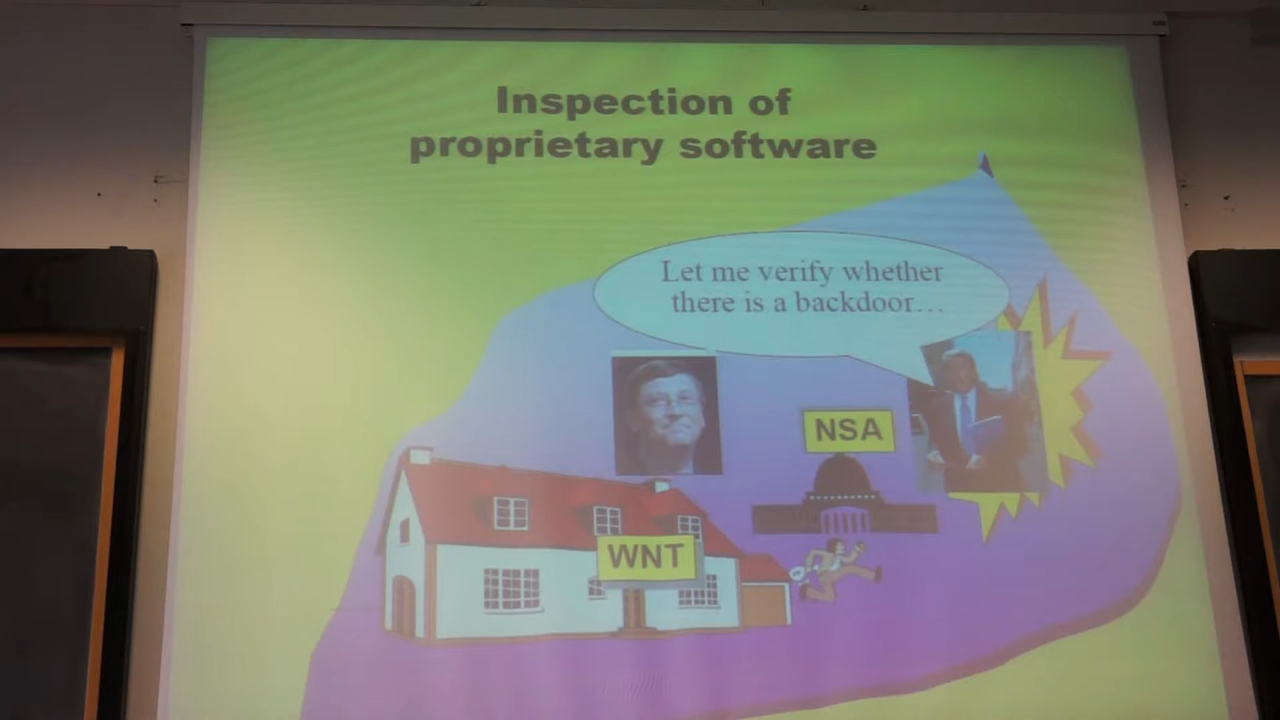 Inspection of
proprietary software
Let me verify whether
there is a backdoor…
NSA
WNT